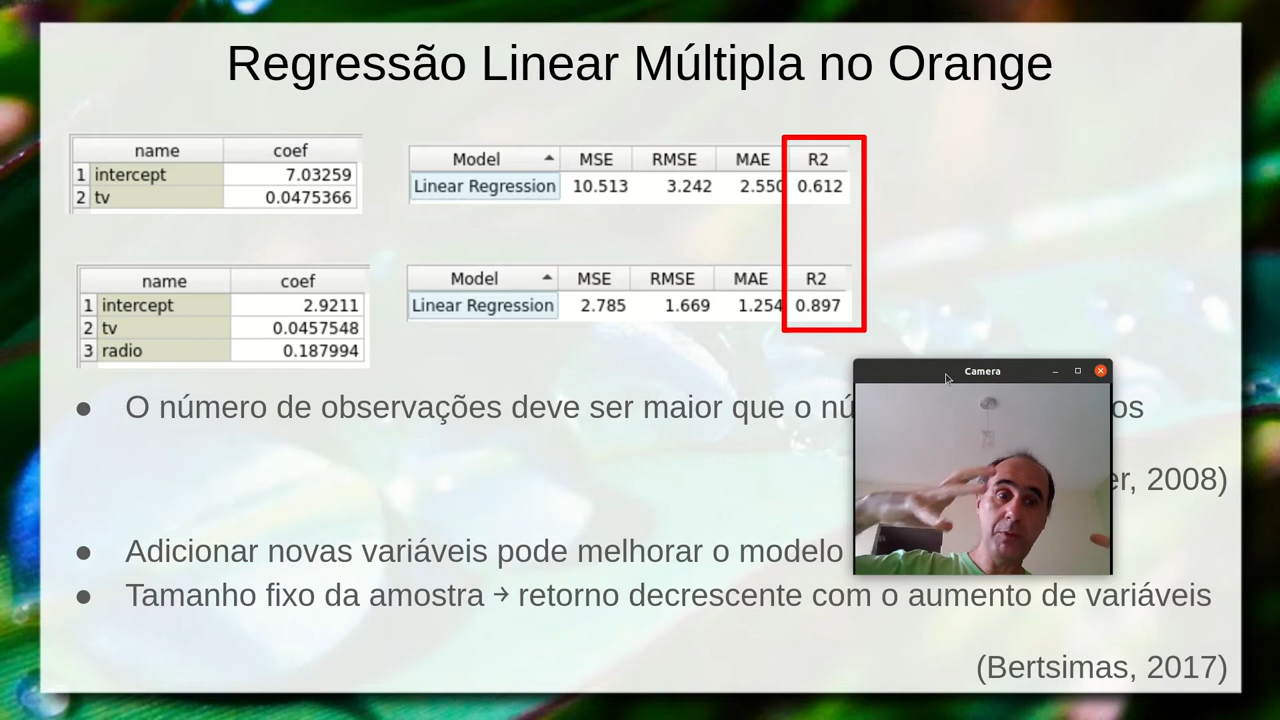 Regressão Linear Múltipla no Orange
name coef
1 intercept 7.03259
2 tv 0.0475366
Model MSE RMSE MAE R2
Linear Regression 10.513 3.242 2.550 0.612
name coef
1 intercept 2.9211
2 tv 0.0457548
3 radio 0.187994
Model MSE RMSE MAE R2
Linear Regression 2.785 1.669 1.254 0.897
Camera
● O número de observações deve ser maior que o
2008)
● Adicionar novas variáveis pode melhorar o modelo
● Tamanho fixo da amostra → retorno decrescente com o aumento de variáveis
(Bertsimas, 2017)